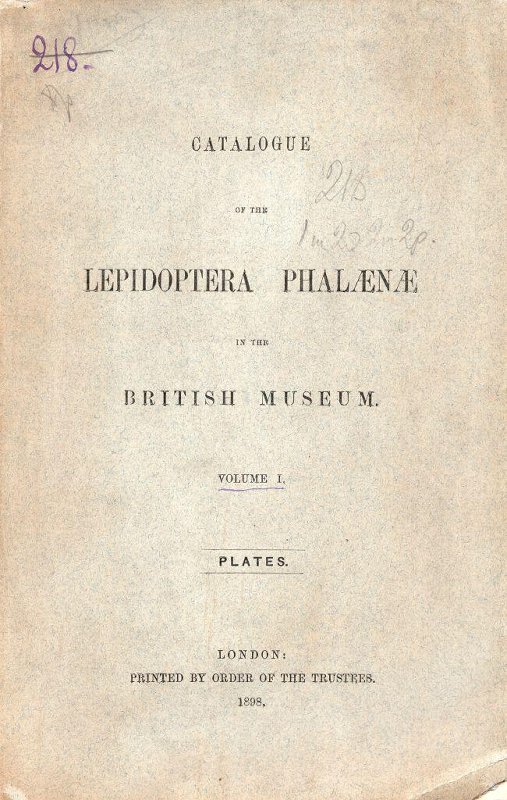 218-
CATALOGUE
OF THE
218
LEPIDOPTERA PHALÆNÆ
IN THE
BRITISH MUSEUM.
VOLUME I.
PLATES.
LONDON:
PRINTED BY ORDER OF THE TRUSTEES.
1898.